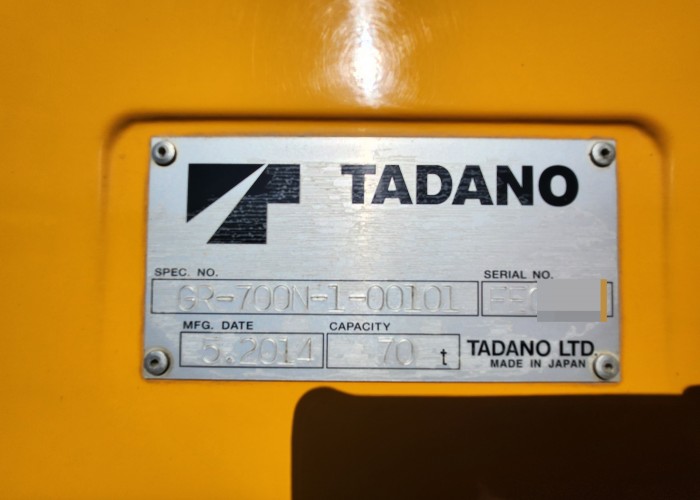 TADANO
SPEC. NO.
GR-700N-1-00101
SERIAL NO.
MFG. DATE
5.2014
CAPACITY
70 t
TADANO LTD.
MADE IN JAPAN